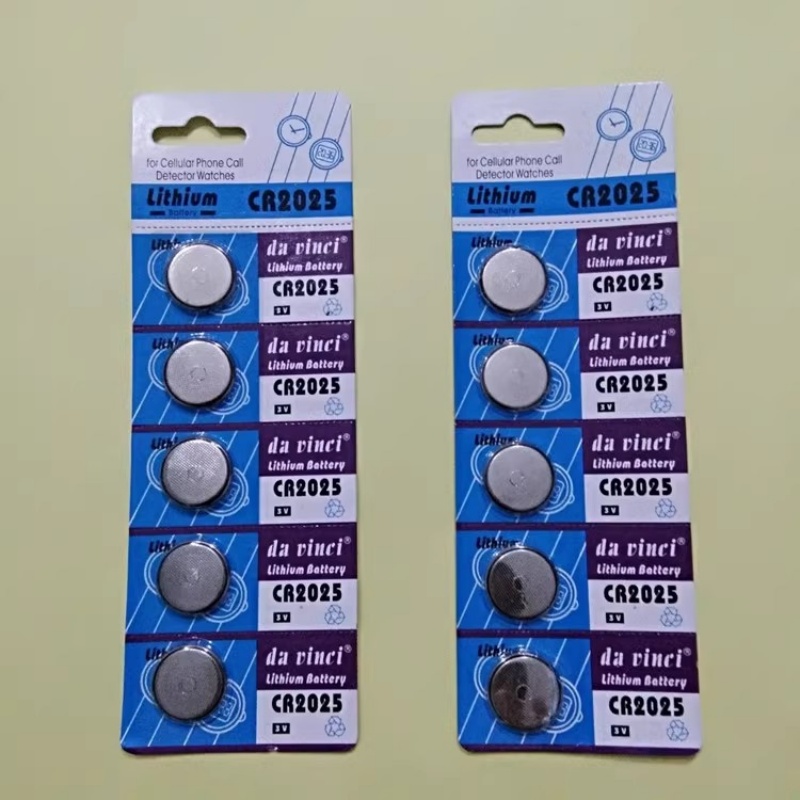 for Cellular Phone Call
Detector Watches
Lithium
Battery
CR2025
da vinci®
Lithium Battery
CR2025
3V
da vinci®
Lithium Battery
CR2025
3V
da vinci®
Lithium Battery
CR2025
3V
da vinci®
Lithium Battery
CR2025
3V
da vinci®
Lithium Battery
CR2025
3V
for Cellular Phone Call
Detector Watches
Lithium
Battery
CR2025
Lithium
da vinci®
Lithium Battery
CR2025
3V
da vinci®
Lithium Battery
CR2025
3V
da vinci®
Lithium Battery
CR2025
3V
Lithium
da vinci®
Lithium Battery
CR2025
3V
da vinci®
Lithium Battery
CR2025
3V